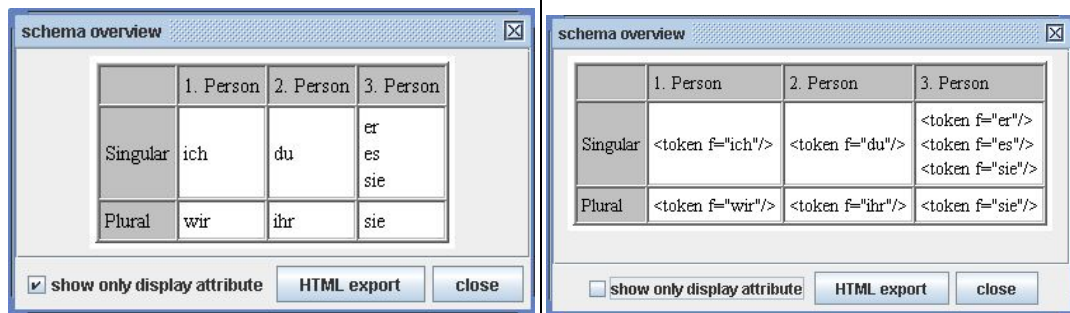 schema overview
1. Person 2. Person 3. Person
Singular ich du er
es
sie
Plural wir ihr sie
show only display attribute HTML export close
schema overview
1. Person 2. Person 3. Person
Singular <token f="ich"/> <token f="du"/> <token f="er"/>
<token f="es"/>
<token f="sie"/>
Plural <token f="wir"/> <token f="ihr"/> <token f="sie"/>
show only display attribute HTML export close